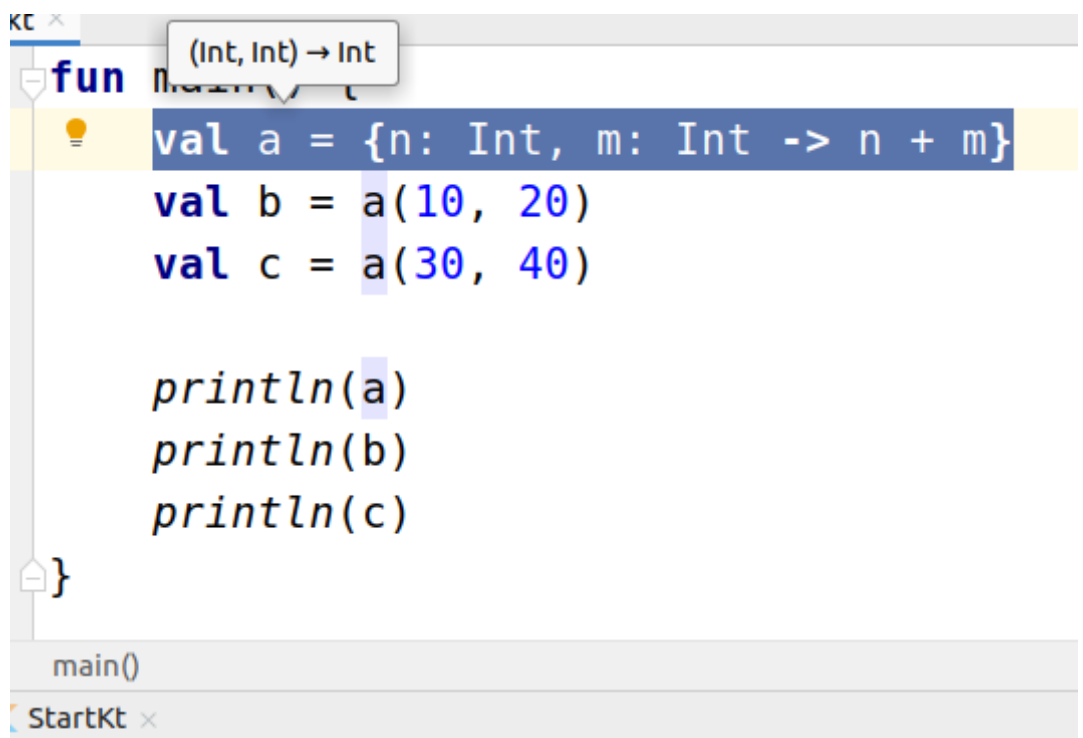 kt ×
(Int, Int) → Int
fun main() {
val a = {n: Int, m: Int -> n + m}
val b = a(10, 20)
val c = a(30, 40)
println(a)
println(b)
println(c)
}
main()
StartKt ×